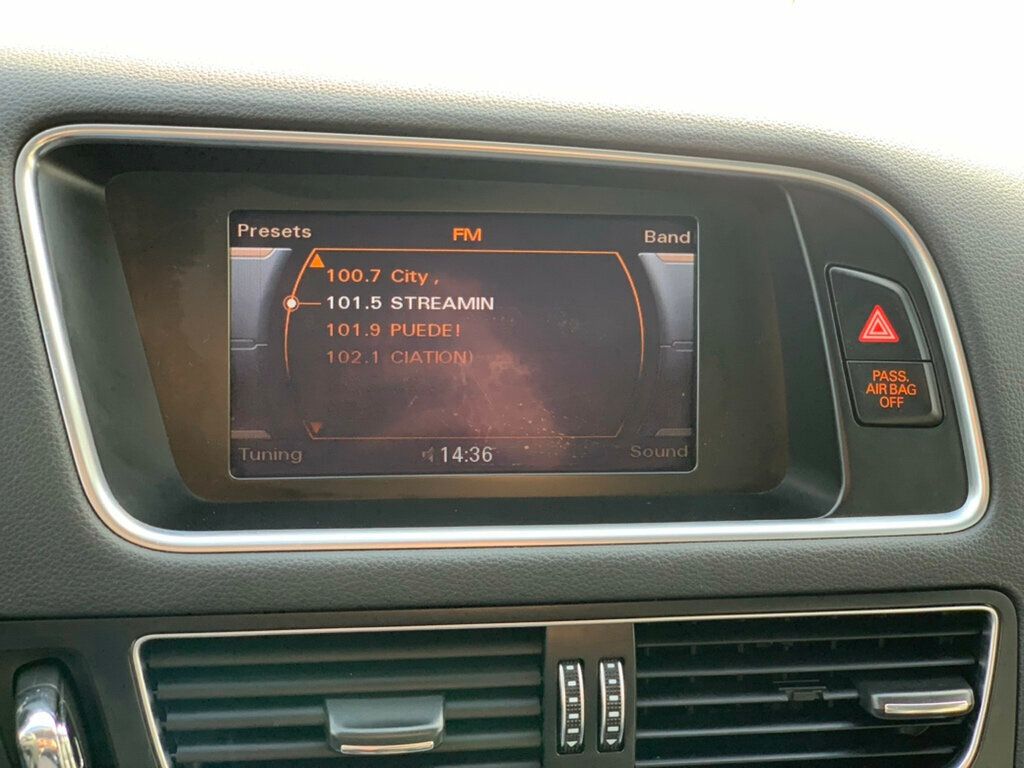 Presets FM Band
100.7 City ,
101.5 STREAMIN
101.9 PUEDE!
102.1 CIATION)
Tuning 14:36 Sound
PASS.
AIR BAG
OFF